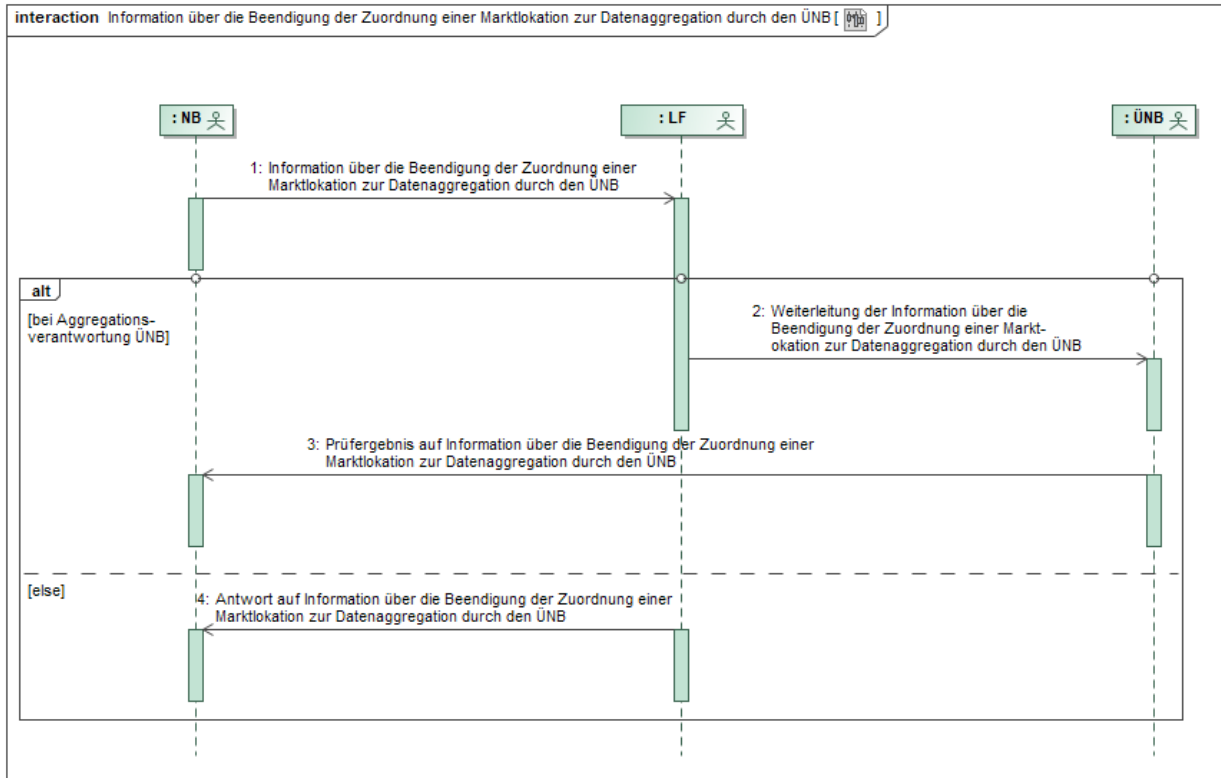 interaction Information über die Beendigung der Zuordnung einer Marktlokation zur Datenaggregation durch den ÜNB [ ]
: NB
: LF
: ÜNB
1: Information über die Beendigung der Zuordnung einer
Marktlokation zur Datenaggregation durch den ÜNB
alt
[bei Aggregations-
verantwortung ÜNB]
2: Weiterleitung der Information über die
Beendigung der Zuordnung einer Markt-
okation zur Datenaggregation durch den ÜNB
3: Prüfergebnis auf Information über die Beendigung der Zuordnung einer
Marktlokation zur Datenaggregation durch den ÜNB
[else]
4: Antwort auf Information über die Beendigung der Zuordnung einer
Marktlokation zur Datenaggregation durch den ÜNB